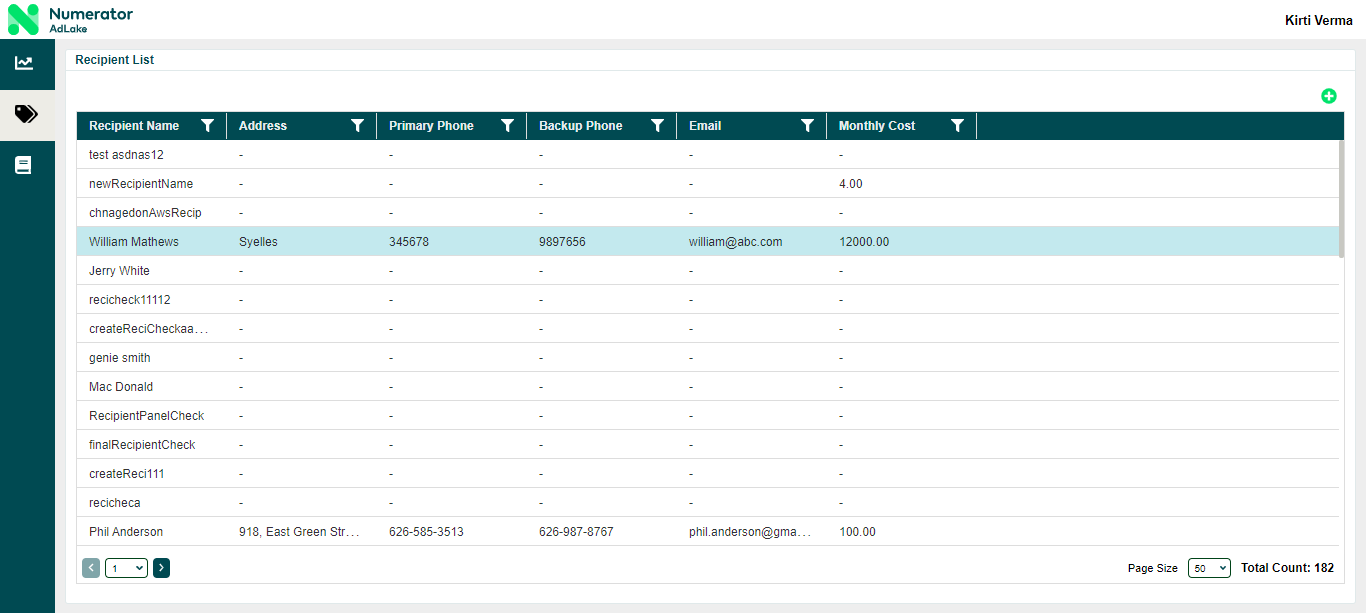 Numerator
AdLake
Kirti Verma
Recipient List
Recipient Name Address Primary Phone Backup Phone Email Monthly Cost
test asdnas12 - - - - -
newRecipientName - - - - 4.00
chnagedonAwsRecip - - - - -
William Mathews Syelles 345678 9897656 william@abc.com 12000.00
Jerry White - - - - -
recicheck11112 - - - - -
createReciCheckaa... - - - - -
genie smith - - - - -
Mac Donald - - - - -
RecipientPanelCheck - - - - -
finalRecipientCheck - - - - -
createReci111 - - - - -
recicheca - - - - -
Phil Anderson 918, East Green Str... 626-585-3513 626-987-8767 phil.anderson@gma... 100.00
1 Page Size 50 Total Count: 182